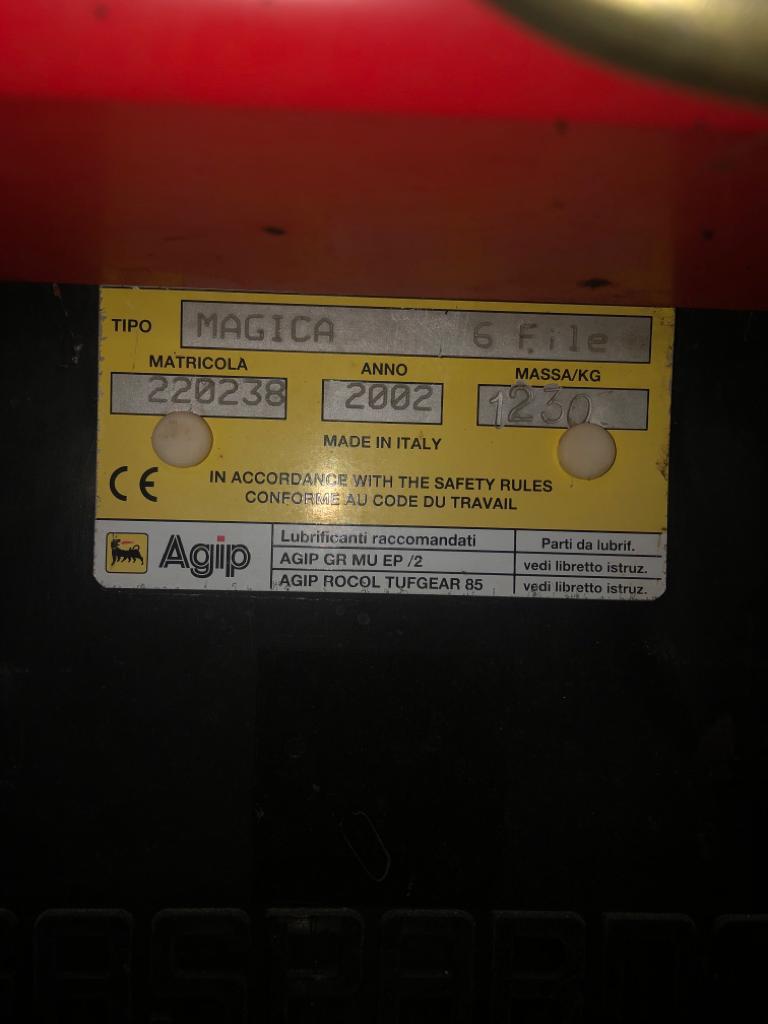 TIPO MAGICA 6 File
MATRICOLA ANNO MASSA/KG
220238 2002 1230
MADE IN ITALY
CE IN ACCORDANCE WITH THE SAFETY RULES
CONFORME AU CODE DU TRAVAIL
Agip
Lubrificanti raccomandati Parti da lubrif.
AGIP GR MU EP /2 vedi libretto istruz.
AGIP ROCOL TUFGEAR 85 vedi libretto istruz.